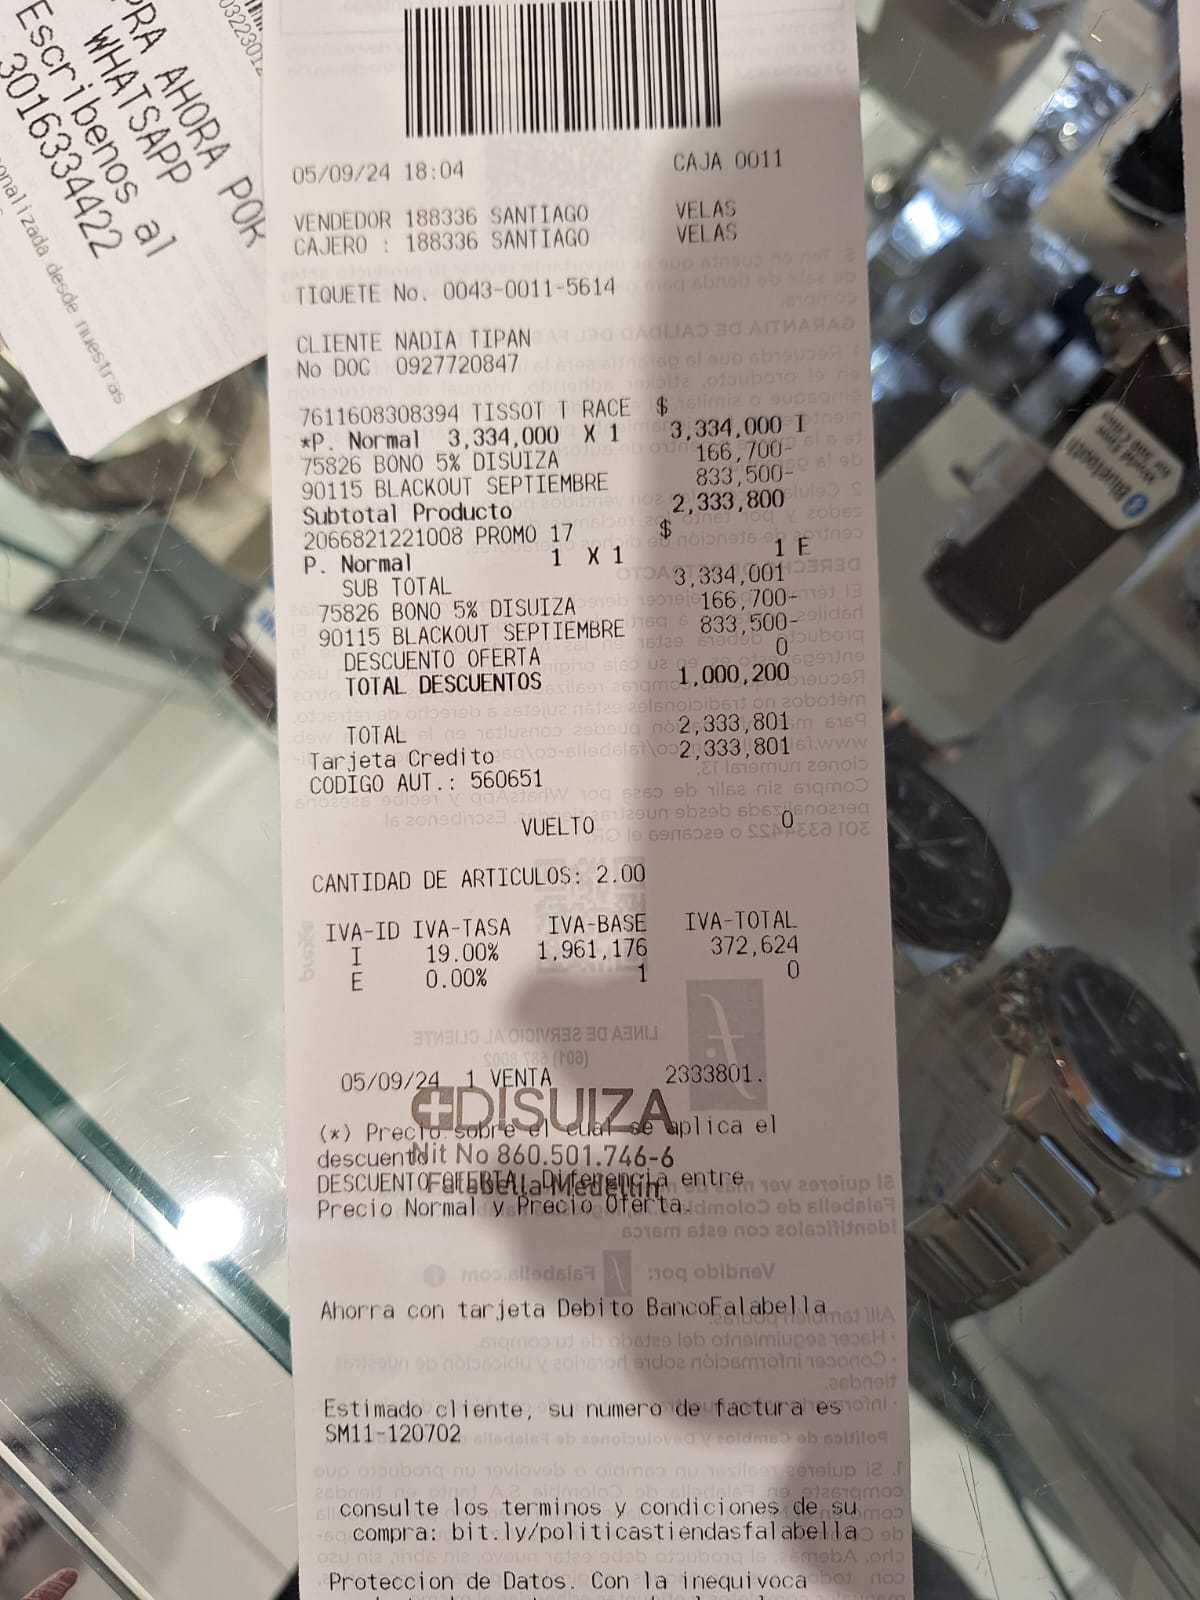 05/09/24 18:04 CAJA 0011
VENDEDOR 188336 SANTIAGO VELAS
CAJERO : 188336 SANTIAGO VELAS
TIQUETE No. 0043-0011-5614
CLIENTE NADIA TIPAN
No DOC 0927720847
7611608308394 TISSOT T RACE $
*P. Normal 3,334,000 X 1 3,334,000 I
75826 BONO 5% DISUIZA 166,700-
90115 BLACKOUT SEPTIEMBRE 833,500-
Subtotal Producto 2,333,800
2066821221008 PROMO 17 $
P. Normal 1 X 1 1 E
SUB TOTAL 3,334,001
75826 BONO 5% DISUIZA 166,700-
90115 BLACKOUT SEPTIEMBRE 833,500-
DESCUENTO OFERTA 0
TOTAL DESCUENTOS 1,000,200
TOTAL 2,333,801
Tarjeta Credito 2,333,801
CODIGO AUT.: 560651
VUELTO 0
CANTIDAD DE ARTICULOS: 2.00
IVA-ID IVA-TASA IVA-BASE IVA-TOTAL
I 19.00% 1,961,176 372,624
E 0.00% 1 0
05/09/24 1 VENTA 2333801.
DISUIZA
(*) Precio sobre el cual se aplica el
descuento
Nit No 860.501.746-6
DESCUENTO OFERTA: Diferencia entre
Falabella Medellin
Precio Normal y Precio Oferta.
Ahorra con tarjeta Debito BancoFalabella
Estimado cliente, su numero de factura es
SM11-120702
consulte los terminos y condiciones de su
compra: bit.ly/politicastiendasfalabella
Proteccion de Datos. Con la inequivoca
AHORA POR
WHATSAPP
Escribenos al
3016334422
desde nuestras
Bluetooth